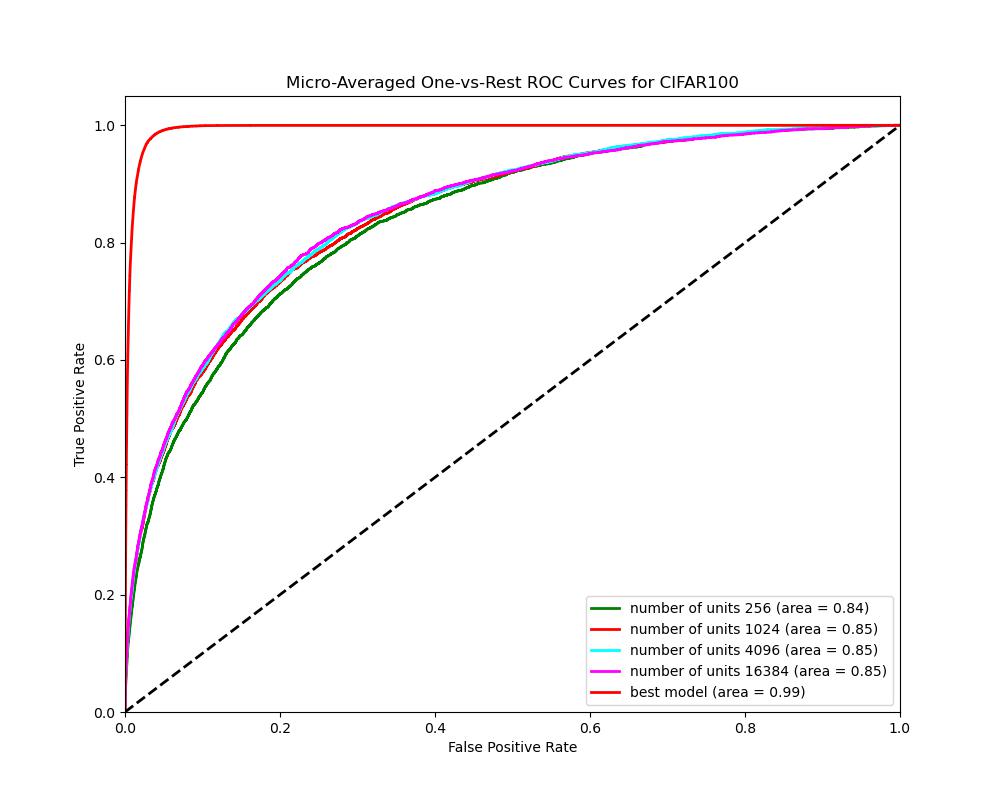 Micro-Averaged One-vs-Rest ROC Curves for CIFAR100
True Positive Rate
1.0
0.8
0.6
0.4
0.2
0.0
number of units 256 (area = 0.84)
number of units 1024 (area = 0.85)
number of units 4096 (area = 0.85)
number of units 16384 (area = 0.85)
best model (area = 0.99)
0.0 0.2 0.4 0.6 0.8 1.0
False Positive Rate